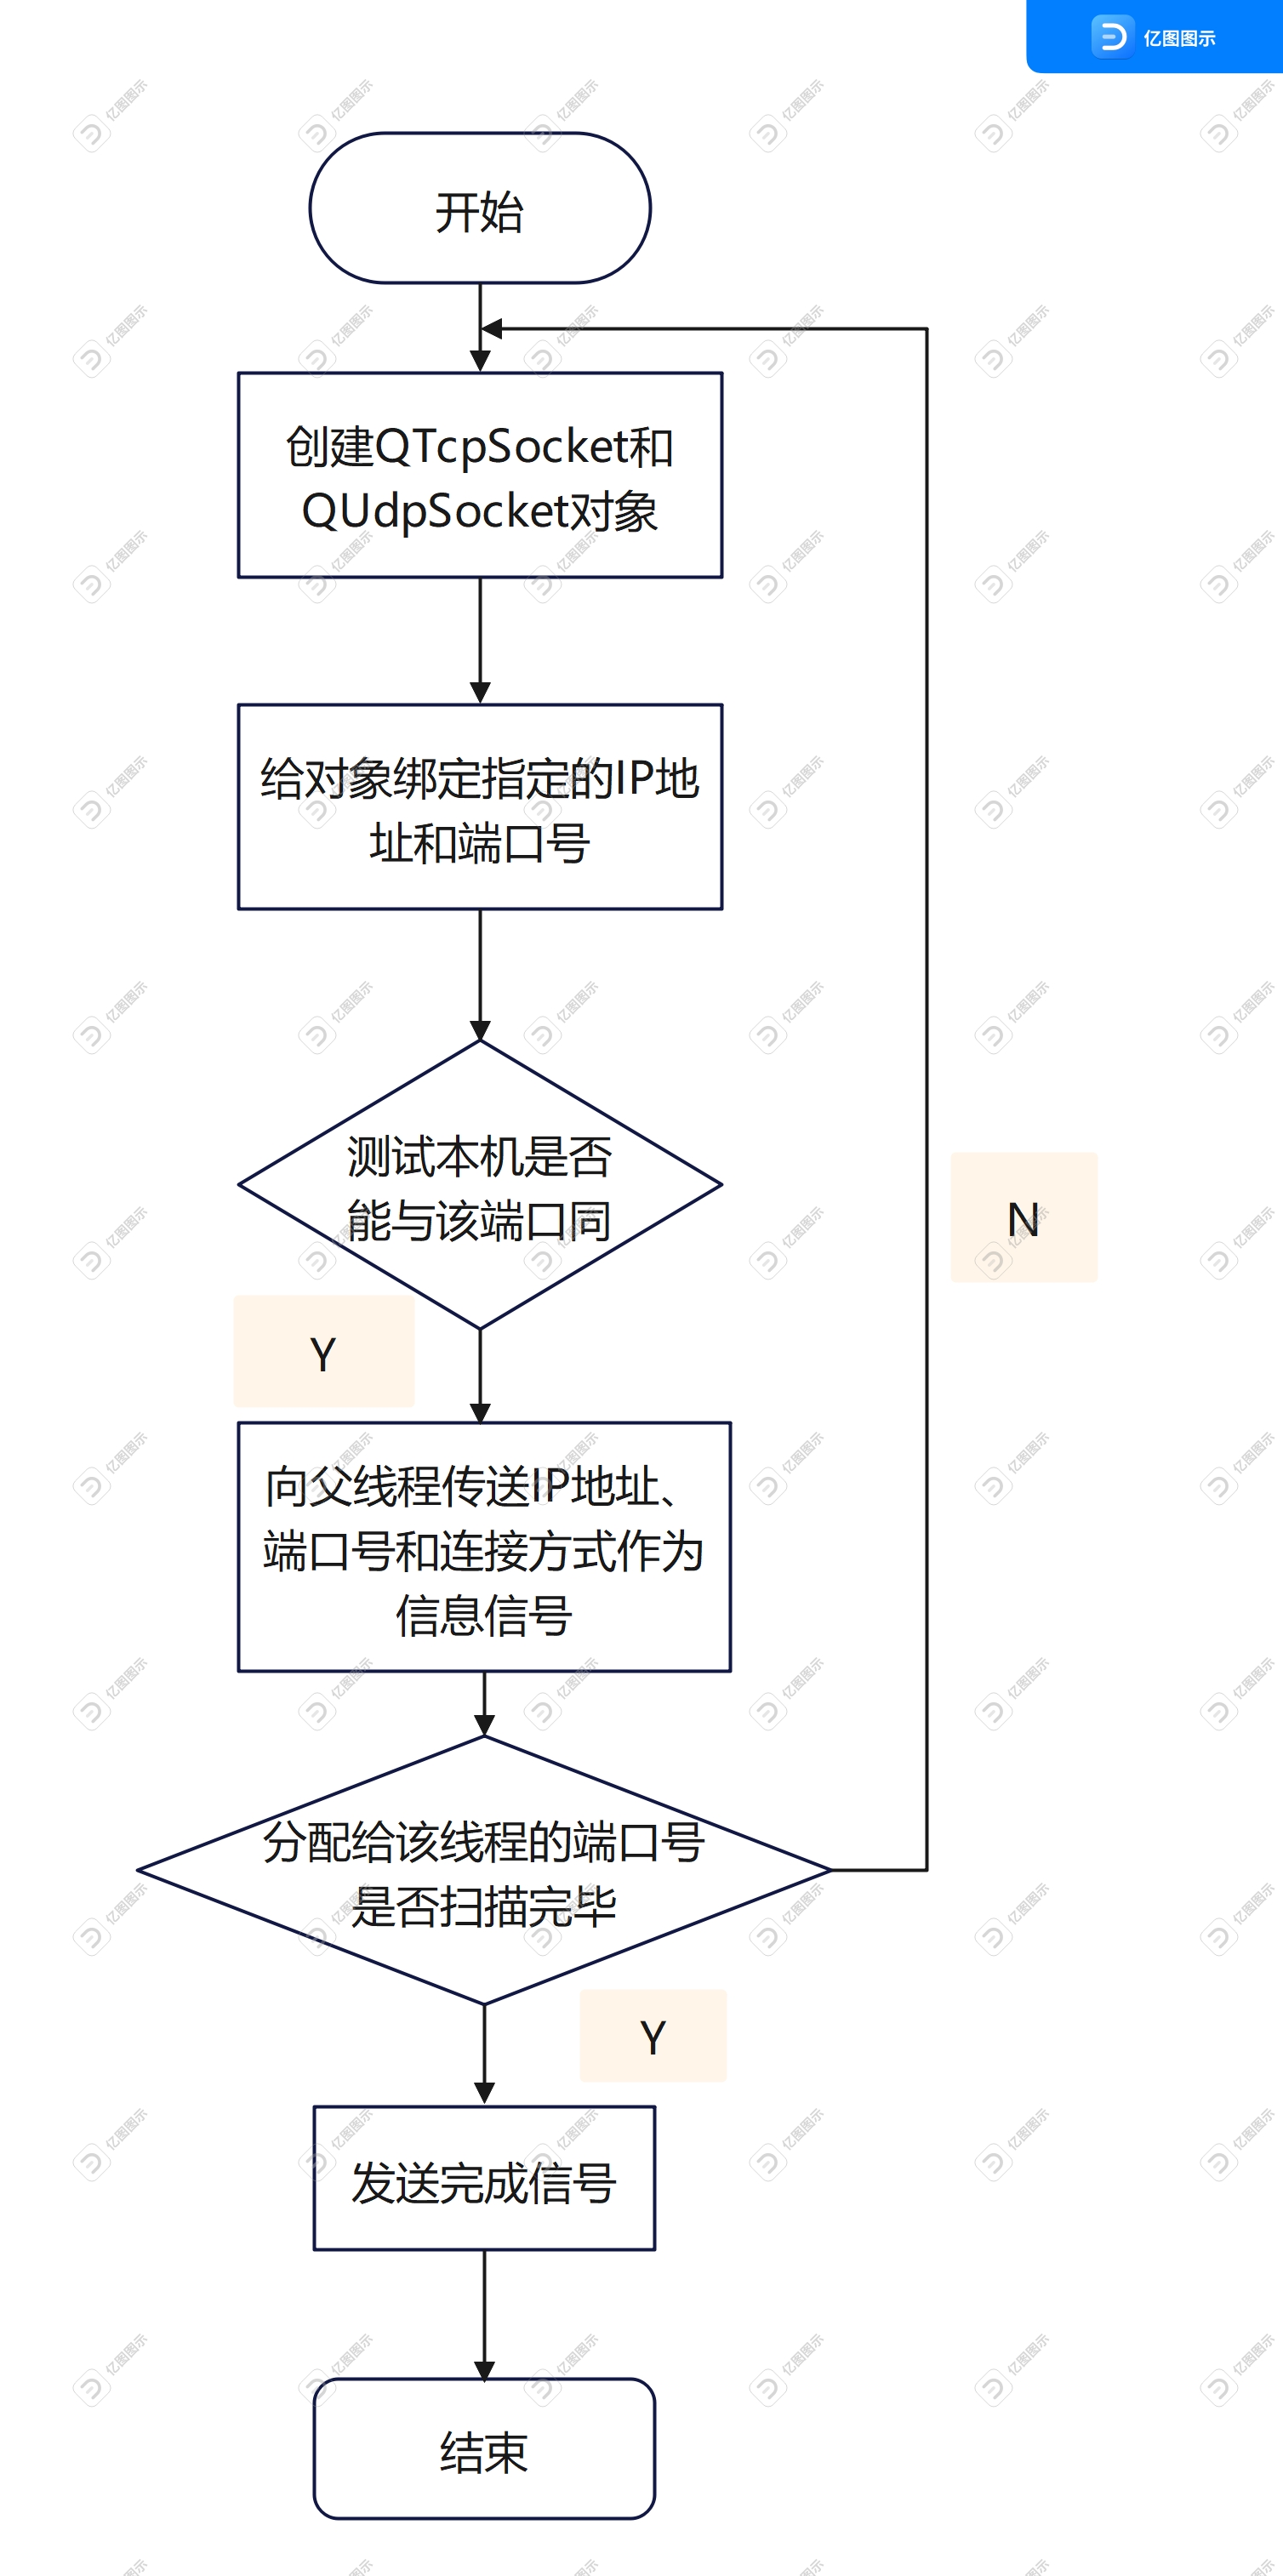 亿图图示
开始
创建QTcpSocket和
QUdpSocket对象
给对象绑定指定的IP地
址和端口号
测试本机是否
能与该端口同
N
Y
向父线程传送IP地址、
端口号和连接方式作为
信息信号
分配给该线程的端口号
是否扫描完毕
Y
发送完成信号
结束